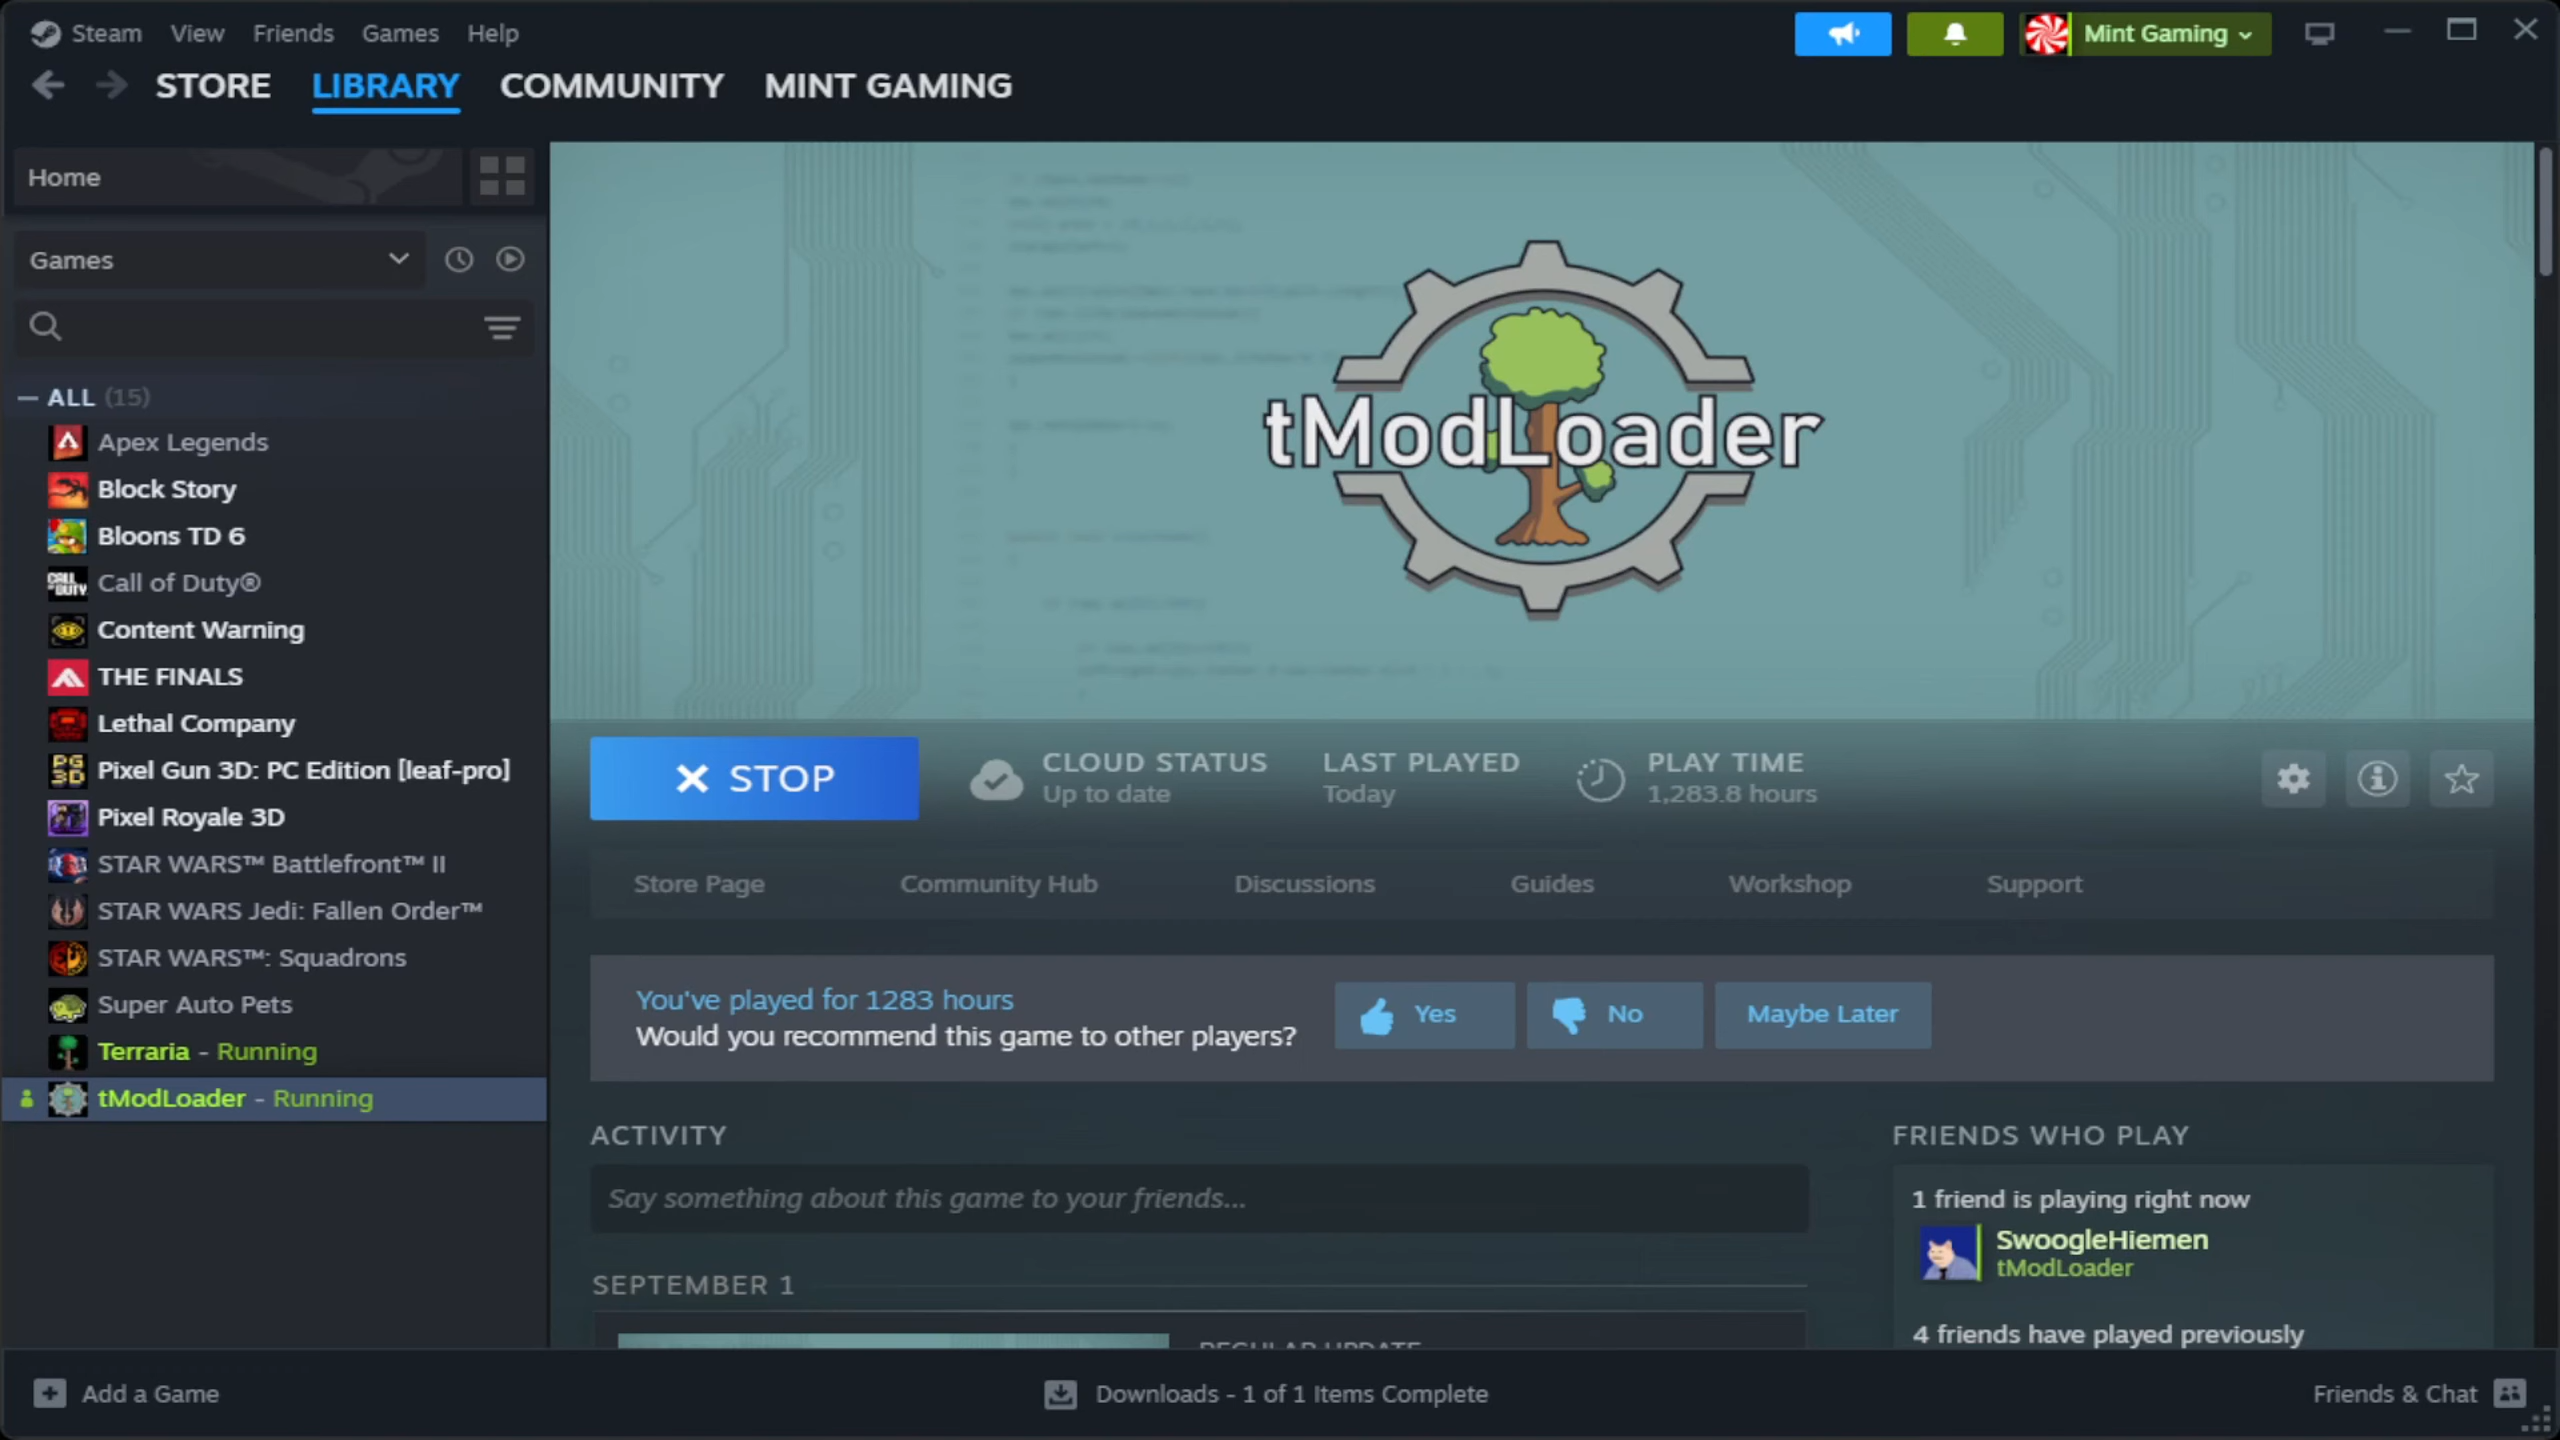 Steam View Friends Games Help
Mint Gaming
STORE LIBRARY COMMUNITY MINT GAMING
Home
Games
ALL (15)
Apex Legends
Block Story
Bloons TD 6
Call of Duty®
Content Warning
THE FINALS
Lethal Company
Pixel Gun 3D: PC Edition [leaf-pro]
Pixel Royale 3D
STAR WARS™ Battlefront™ II
STAR WARS Jedi: Fallen Order™
STAR WARS™: Squadrons
Super Auto Pets
Terraria - Running
tModLoader - Running
tModLoader
STOP
CLOUD STATUS
Up to date
LAST PLAYED
Today
PLAY TIME
1,283.8 hours
Store Page Community Hub Discussions Guides Workshop Support
You've played for 1283 hours
Would you recommend this game to other players?
Yes No Maybe Later
ACTIVITY
Say something about this game to your friends...
SEPTEMBER 1
REGULAR UPDATE
FRIENDS WHO PLAY
1 friend is playing right now
SwoogleHiemen
tModLoader
4 friends have played previously
Add a Game
Downloads - 1 of 1 Items Complete
Friends & Chat